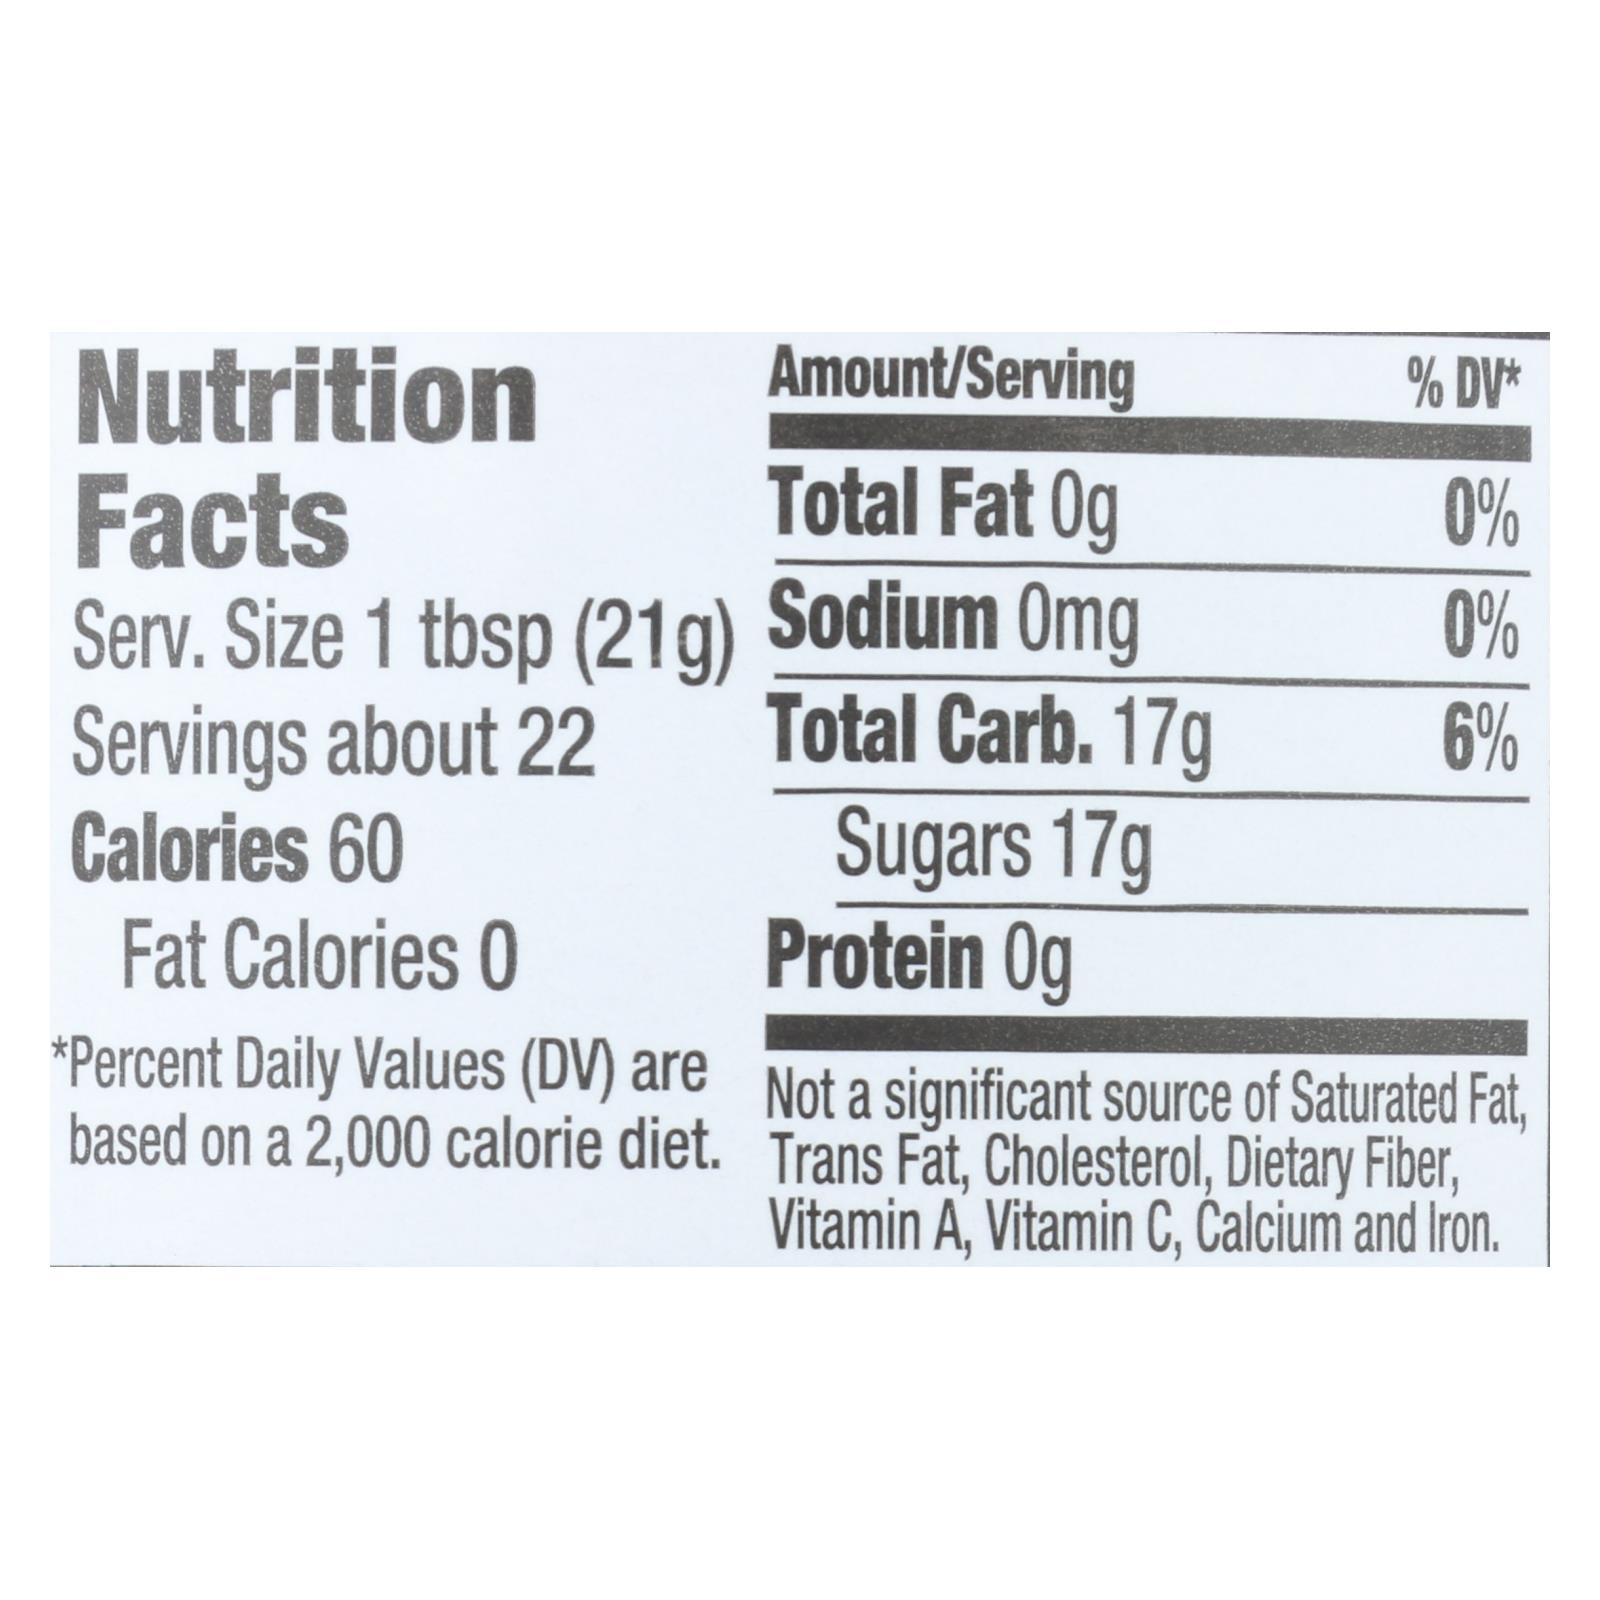 Nutrition
Facts
Serv. Size 1 tbsp (21g)
Servings about 22
Calories 60
Fat Calories 0
*Percent Daily Values (DV) are
based on a 2,000 calorie diet.
Amount/Serving % DV*
Total Fat 0g 0%
Sodium 0mg 0%
Total Carb. 17g 6%
Sugars 17g
Protein 0g
Not a significant source of Saturated Fat,
Trans Fat, Cholesterol, Dietary Fiber,
Vitamin A, Vitamin C, Calcium and Iron.